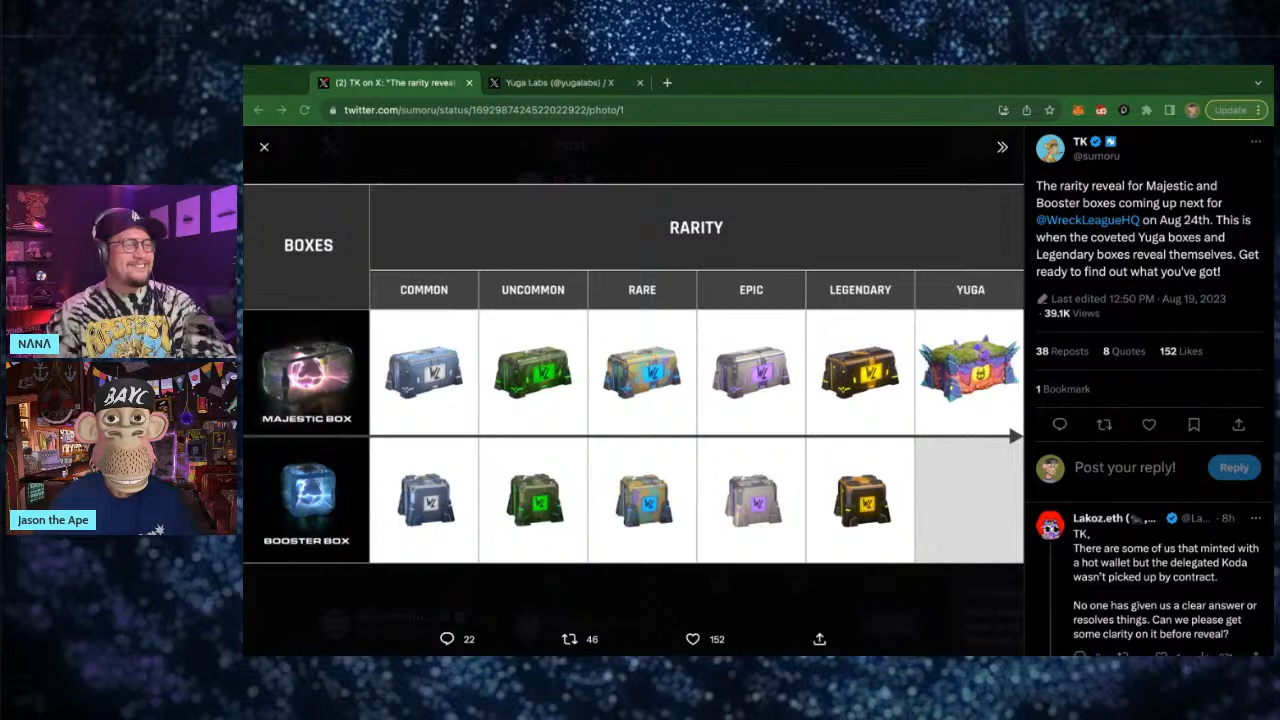 (2) TK on X: "The rarity reveal
Yuga Labs (@yugalabs) / X
twitter.com/sumoru/status/1692987424522022922/photo/1
Update
BOXES
RARITY
COMMON
UNCOMMON
RARE
EPIC
LEGENDARY
YUGA
MAJESTIC BOX
BOOSTER BOX
22
46
152
TK
@sumoru
The rarity reveal for Majestic and
Booster boxes coming up next for
@WreckLeagueHQ on Aug 24th. This is
when the coveted Yuga boxes and
Legendary boxes reveal themselves. Get
ready to find out what you've got!
Last edited 12:50 PM · Aug 19, 2023
· 39.1K Views
38 Reposts 8 Quotes 152 Likes
1 Bookmark
Post your reply!
Reply
Lakoz.eth (🐀,... @La... · 8h
TK,
There are some of us that minted with
a hot wallet but the delegated Koda
wasn't picked up by contract.
No one has given us a clear answer or
resolves things. Can we please get
some clarity on it before reveal?
NΛNΛ
BAYC
Jason the Ape